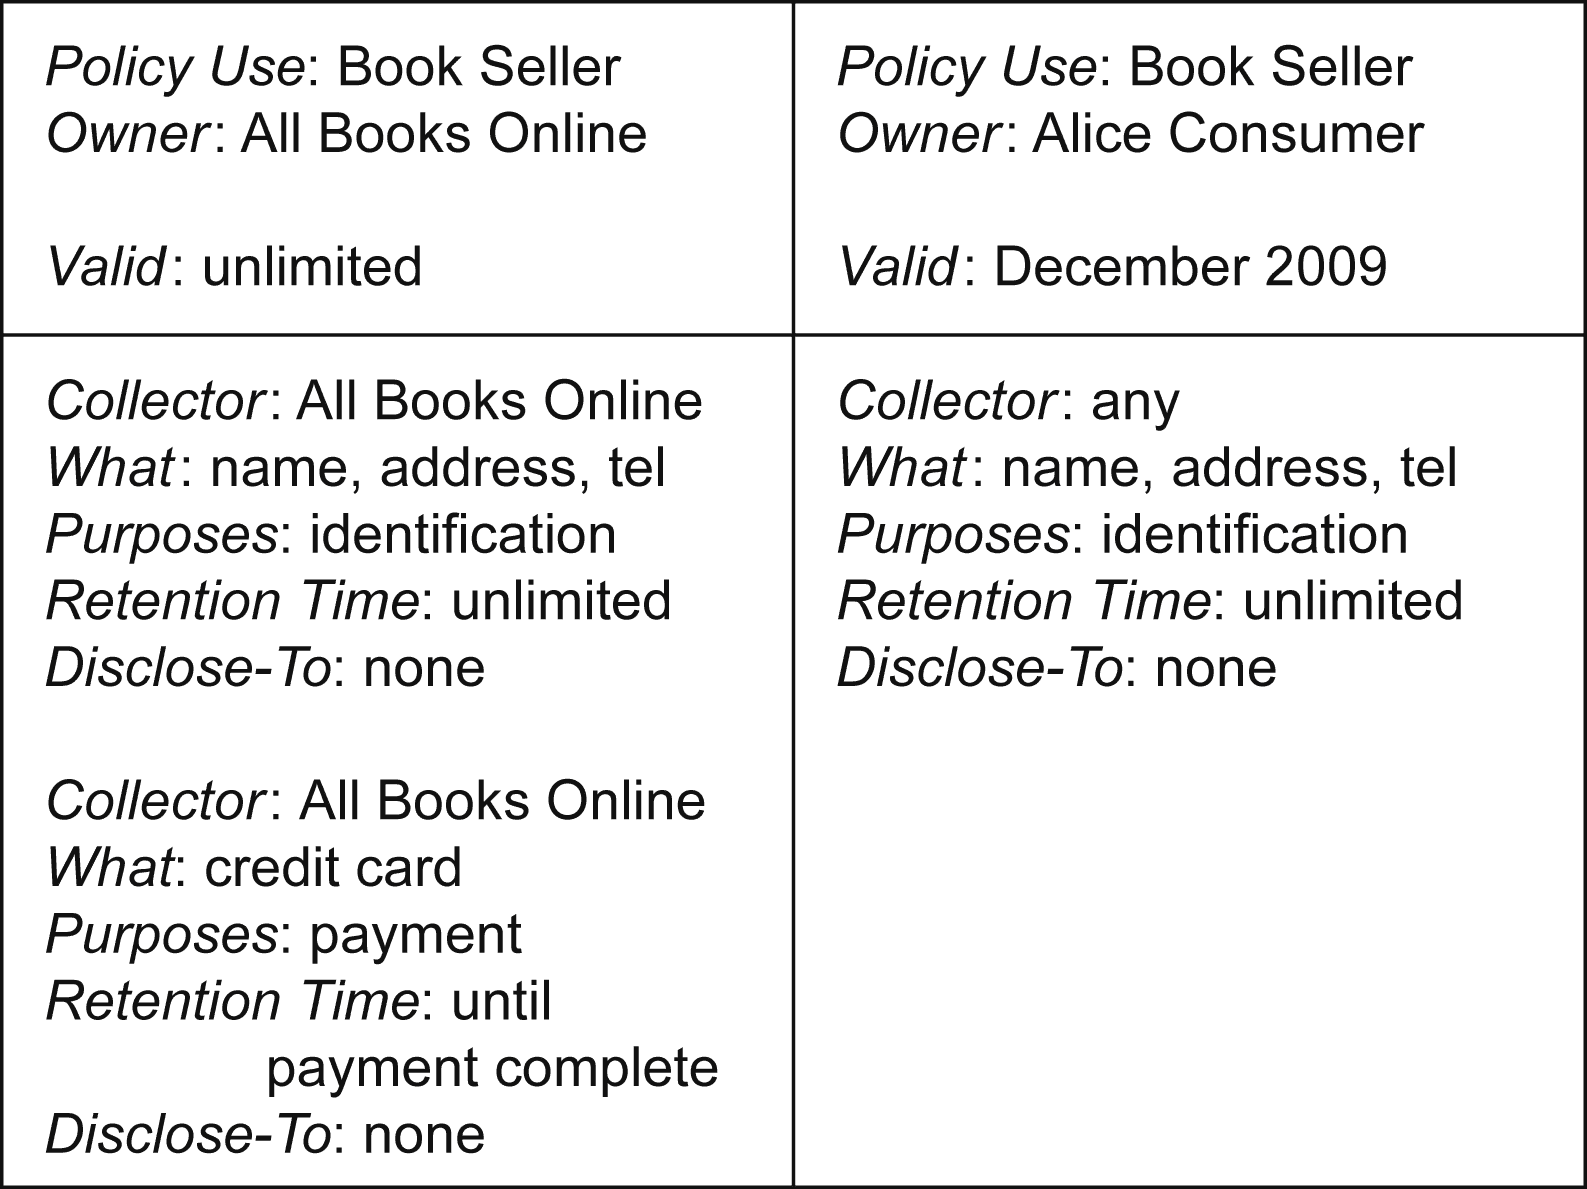 Policy Use: Book Seller
Owner: All Books Online
Valid: unlimited
Policy Use: Book Seller
Owner: Alice Consumer
Valid: December 2009
Collector: All Books Online
What: name, address, tel
Purposes: identification
Retention Time: unlimited
Disclose-To: none
Collector: All Books Online
What: credit card
Purposes: payment
Retention Time: until
payment complete
Disclose-To: none
Collector: any
What: name, address, tel
Purposes: identification
Retention Time: unlimited
Disclose-To: none